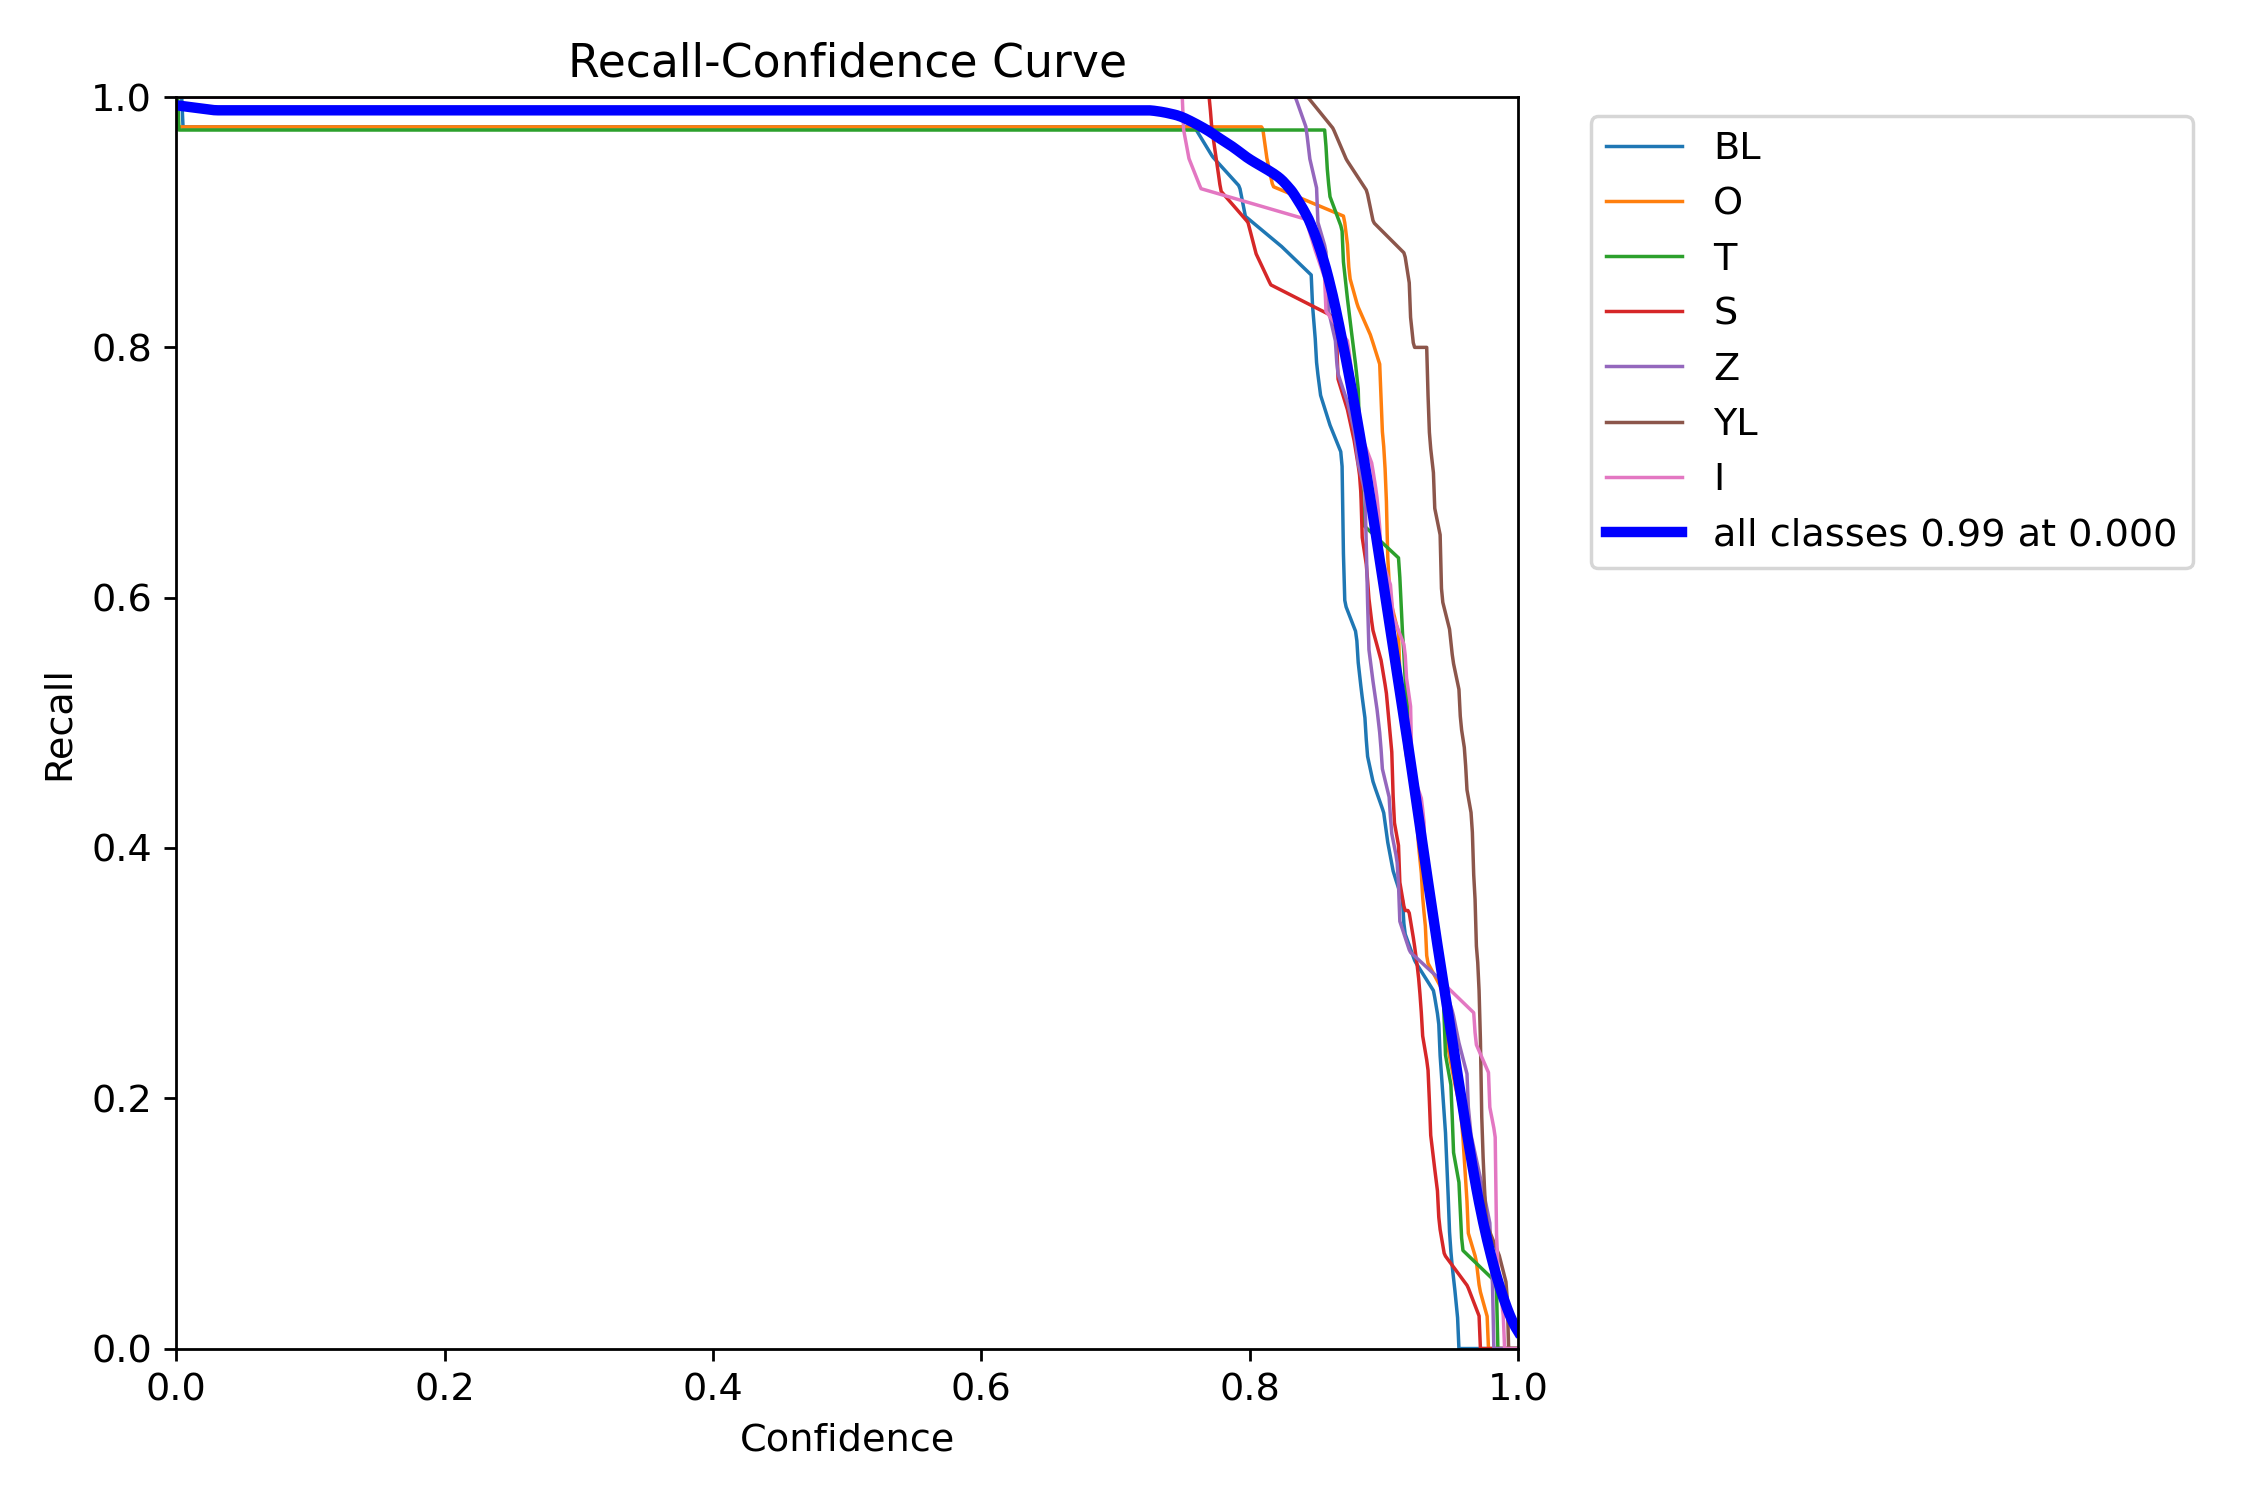 Recall-Confidence Curve
1.0
0.8
0.6
0.4
0.2
0.0
Recall
0.0 0.2 0.4 0.6 0.8 1.0
Confidence
BL
O
T
S
Z
YL
I
all classes 0.99 at 0.000